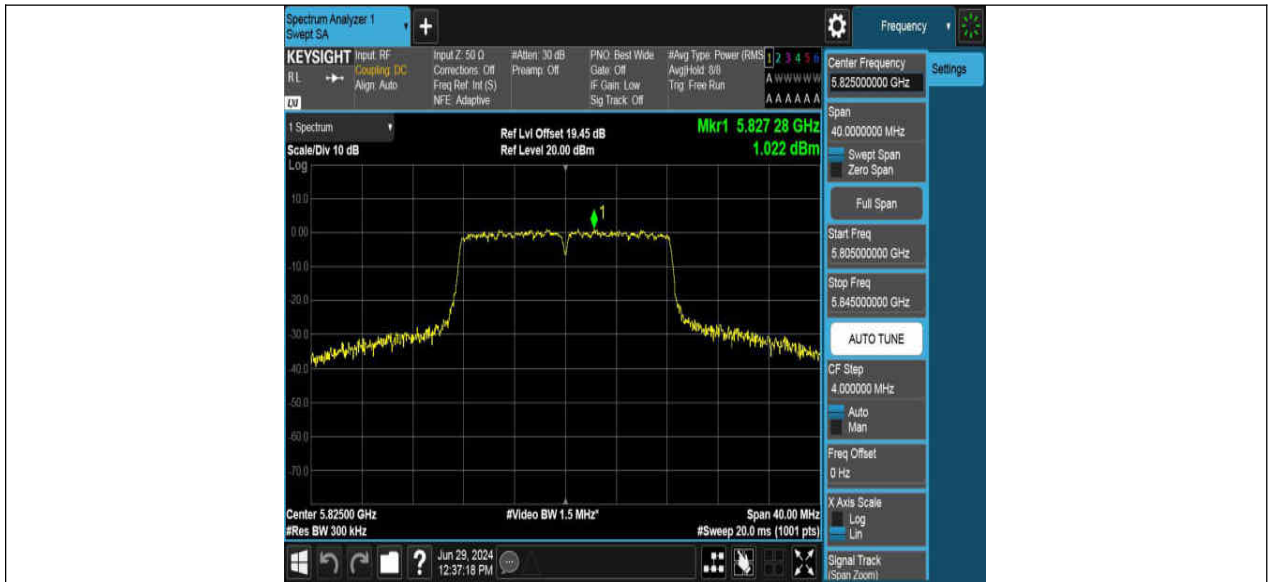 Spectrum Analyzer 1
Swept SA
+
Frequency
KEYSIGHT
RL
LXI
Input: RF
Coupling: DC
Align: Auto
Input Z: 50 Ω
Corrections: Off
Freq Ref: Int (S)
NFE: Adaptive
#Atten: 30 dB
Preamp: Off
PNO: Best Wide
Gate: Off
IF Gain: Low
Sig Track: Off
#Avg Type: Power (RMS
Avg|Hold: 8/8
Trig: Free Run
1 2 3 4 5 6
A W W W W W
A A A A A A
1 Spectrum
Scale/Div 10 dB
Log
Ref Lvl Offset 19.45 dB
Ref Level 20.00 dBm
Mkr1 5.827 28 GHz
1.022 dBm
10.0
0.00
-10.0
-20.0
-30.0
-40.0
-50.0
-60.0
-70.0
1
Center 5.82500 GHz
#Res BW 300 kHz
#Video BW 1.5 MHz*
Span 40.00 MHz
#Sweep 20.0 ms (1001 pts)
Center Frequency
5.825000000 GHz
Settings
Span
40.0000000 MHz
Swept Span
Zero Span
Full Span
Start Freq
5.805000000 GHz
Stop Freq
5.845000000 GHz
AUTO TUNE
CF Step
4.000000 MHz
Auto
Man
Freq Offset
0 Hz
X Axis Scale
Log
Lin
Signal Track
(Span Zoom)
?
Jun 29, 2024
12:37:18 PM